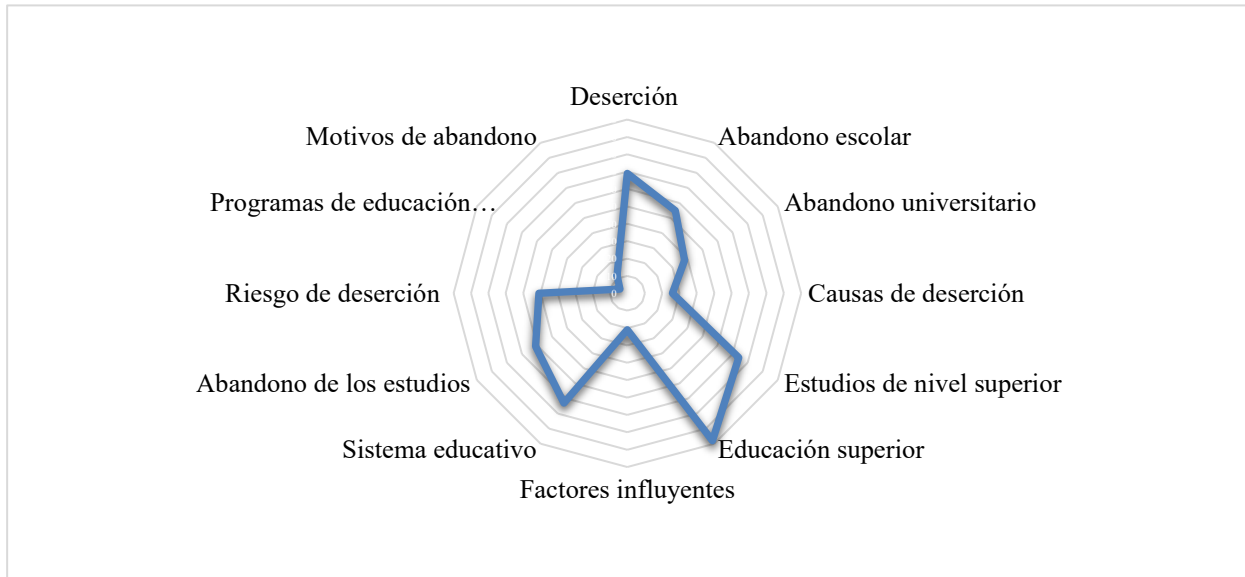 Deserción
Abandono escolar
Abandono universitario
Causas de deserción
Estudios de nivel superior
Educación superior
Factores influyentes
Sistema educativo
Abandono de los estudios
Riesgo de deserción
Programas de educación…
Motivos de abandono
0